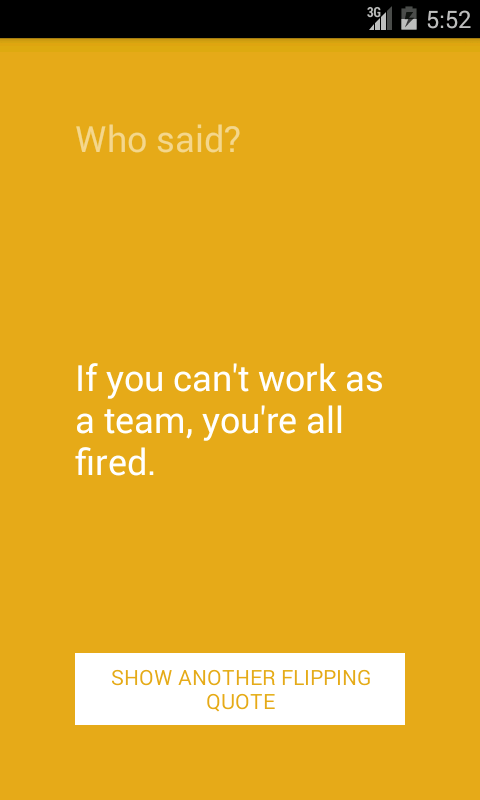 3G 5:52
Who said?
If you can't work as
a team, you're all
fired.
SHOW ANOTHER FLIPPING
QUOTE